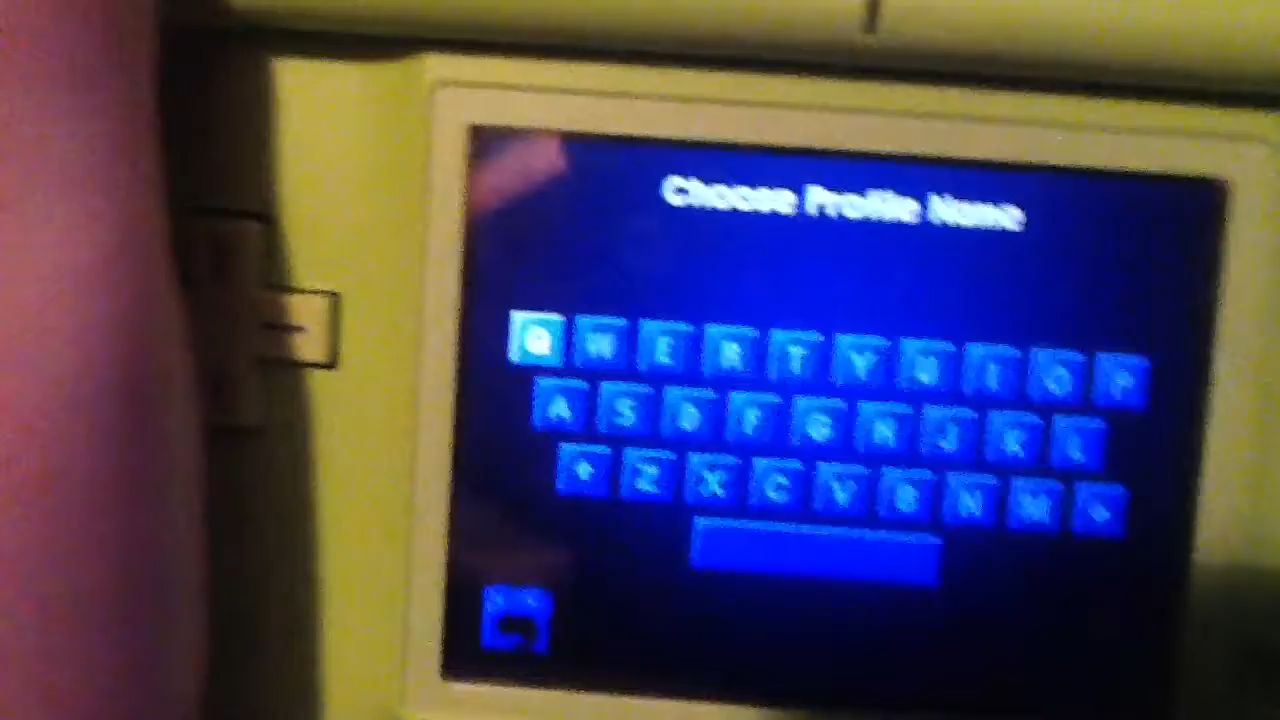 Choose Profile Name
Q W E R T Y U I O P
A S D F G H J K L
Z X C V B N M